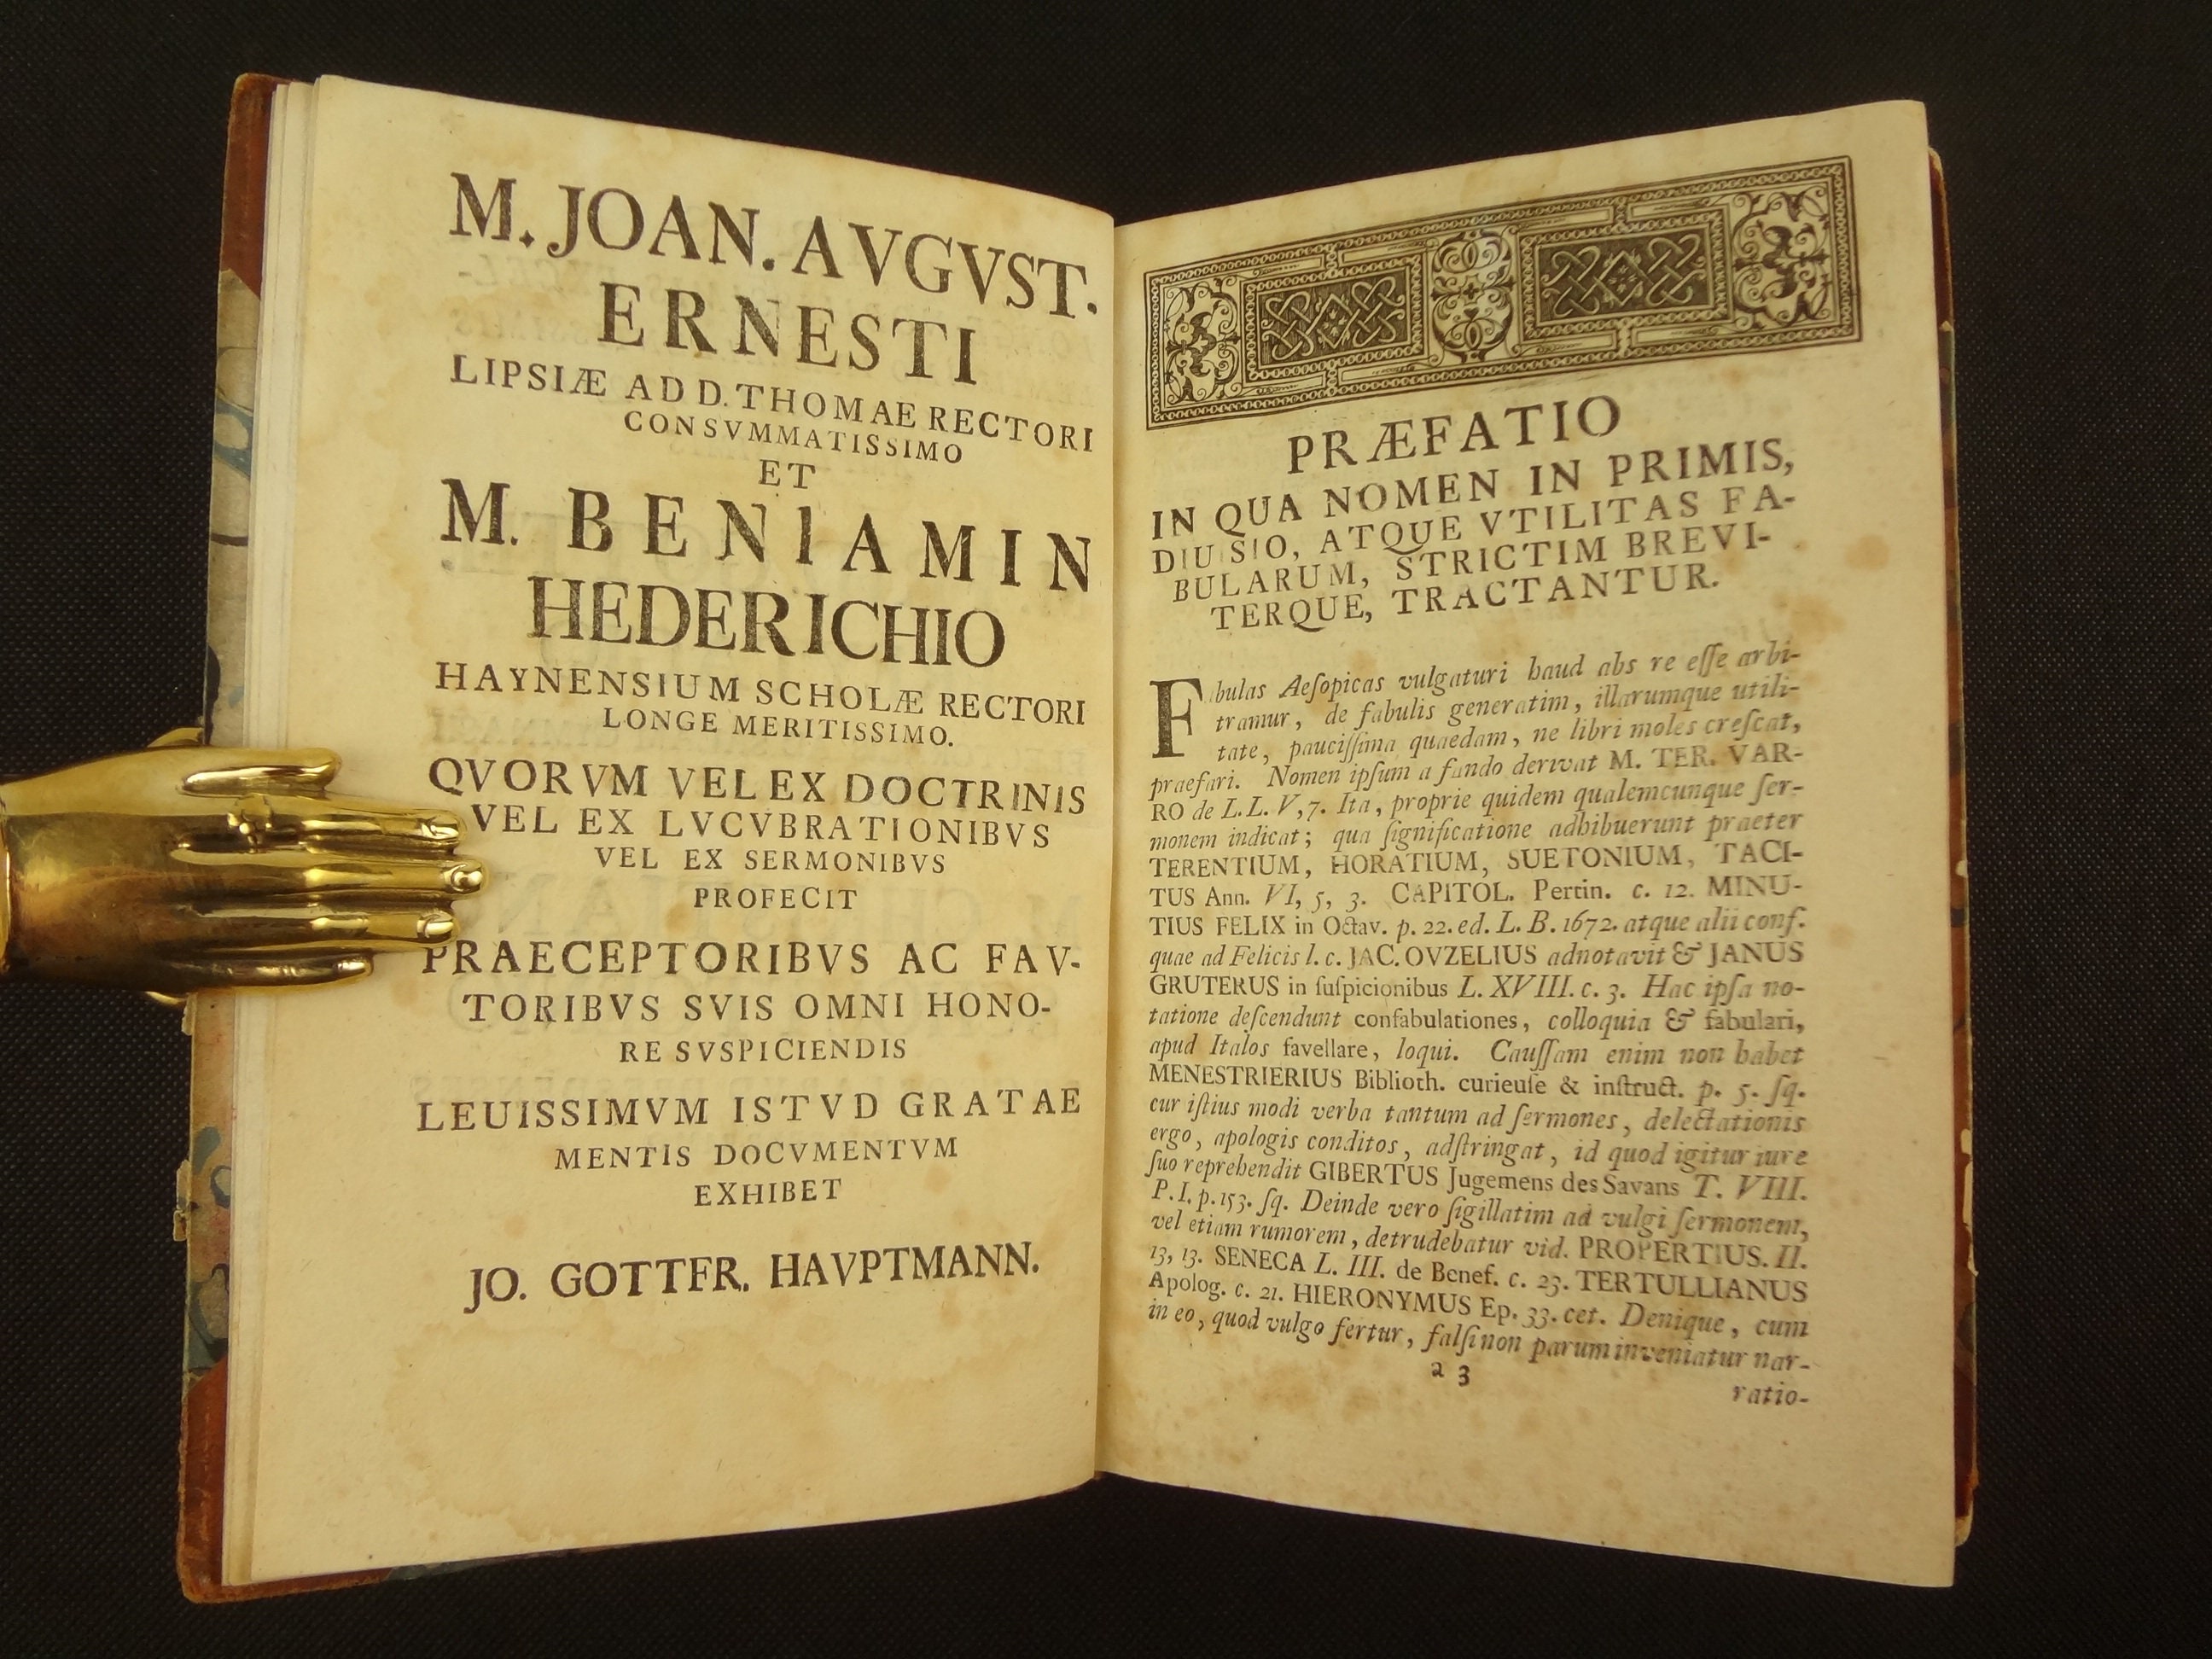 M. JOAN. AVGVST.
ERNESTI
LIPSIÆ AD D. THOMAE RECTORI
CONSVMMATISSIMO
ET
M. BENIAMIN
HEDERICHIO
HAYNENSIUM SCHOLÆ RECTORI
LONGE MERITISSIMO.
QVORVM VEL EX DOCTRINIS
VEL EX LVCVBRATIONIBVS
VEL EX SERMONIBVS
PROFECIT
PRAECEPTORIBVS AC FAV-
TORIBVS SVIS OMNI HONO-
RE SVSPICIENDIS
LEUISSIMVM ISTVD GRATAE
MENTIS DOCVMENTVM
EXHIBET
JO. GOTTFR. HAVPTMANN.
PRÆFATIO
IN QUA NOMEN IN PRIMIS,
DIUISIO, ATQUE VTILITAS FA-
BULARUM, STRICTIM BREVI-
TERQUE, TRACTANTUR.
Fabulas Aeſopicas vulgaturi haud abs re eſſe arbi-
tramur, de fabulis generatim, illarumque utili-
tate, pauciſſima quaedam, ne libri moles creſcat,
praefari. Nomen ipſum a fando derivat M. TER. VAR-
RO de L. L. V, 7. Ita, proprie quidem qualemcunque ſer-
monem indicat; qua ſignificatione adhibuerunt praeter
TERENTIUM, HORATIUM, SUETONIUM, TACI-
TUS Ann. VI, 5, 3. CAPITOL. Pertin. c. 12. MINU-
TIUS FELIX in Octav. p. 22. ed. L. B. 1672. atque alii conf.
quae ad Felicis l. c. JAC. OVZELIUS adnotavit & JANUS
GRUTERUS in ſuſpicionibus L. XVIII. c. 3. Hac ipſa no-
tatione deſcendunt confabulationes, colloquia & fabulari,
apud Italos favellare, loqui. Cauſſam enim non habet
MENESTRIERIUS Biblioth. curieuſe & inſtruct. p. 5. ſq.
cur iſtius modi verba tantum ad ſermones, delectationis
ergo, apologis conditos, adſtringat, id quod igitur iure
ſuo reprehendit GIBERTUS Jugemens des Savans T. VIII.
P. I. p. 153. ſq. Deinde vero ſigillatim ad vulgi ſermonem,
vel etiam rumorem, detrudebatur vid. PROPERTIUS. II.
13, 13. SENECA L. III. de Benef. c. 23. TERTULLIANUS
Apolog. c. 21. HIERONYMUS Ep. 33. cet. Denique, cum
in eo, quod vulgo fertur, falſi non parum inveniatur nar-
a 3
ratio-